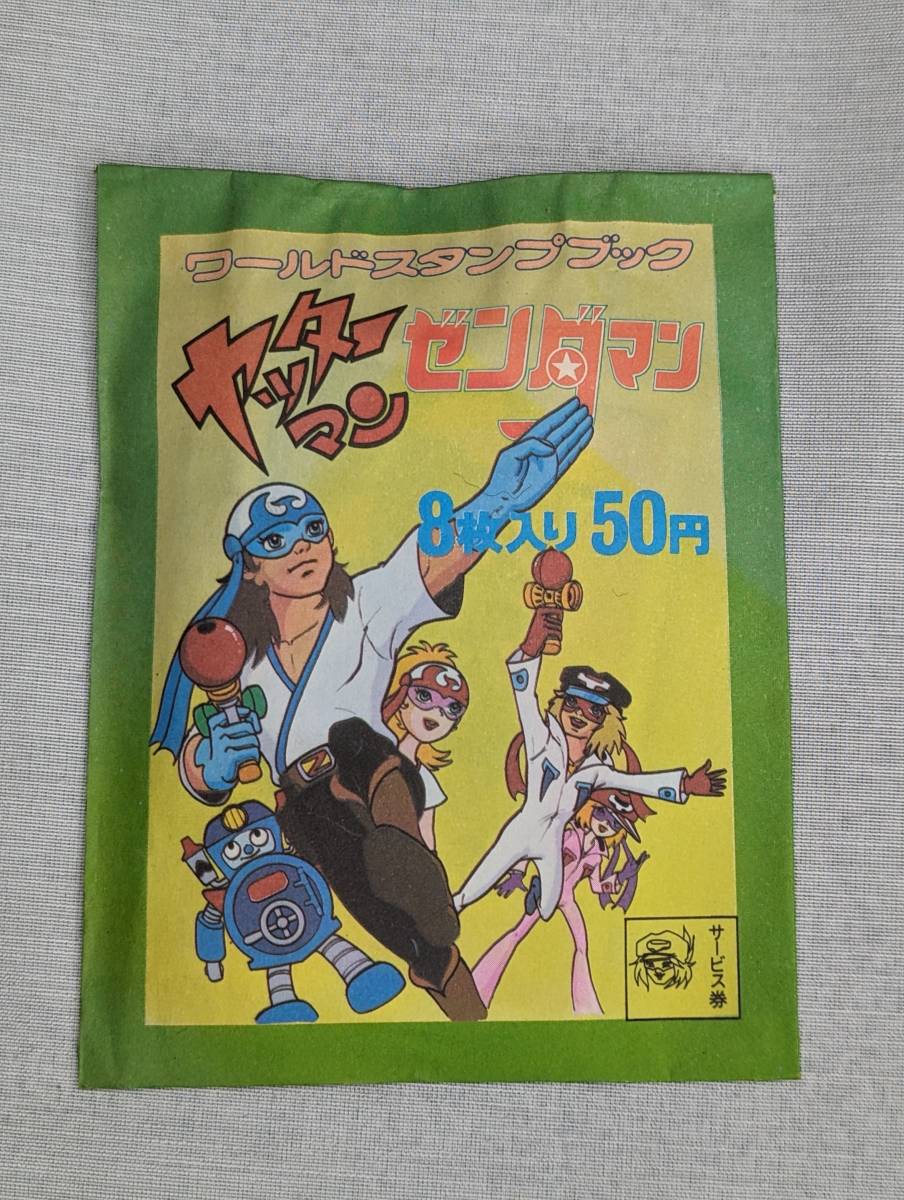 ワールドスタンプブック
ヤッターマン
ゼンダマン
8枚入り 50円
Z
サービス券